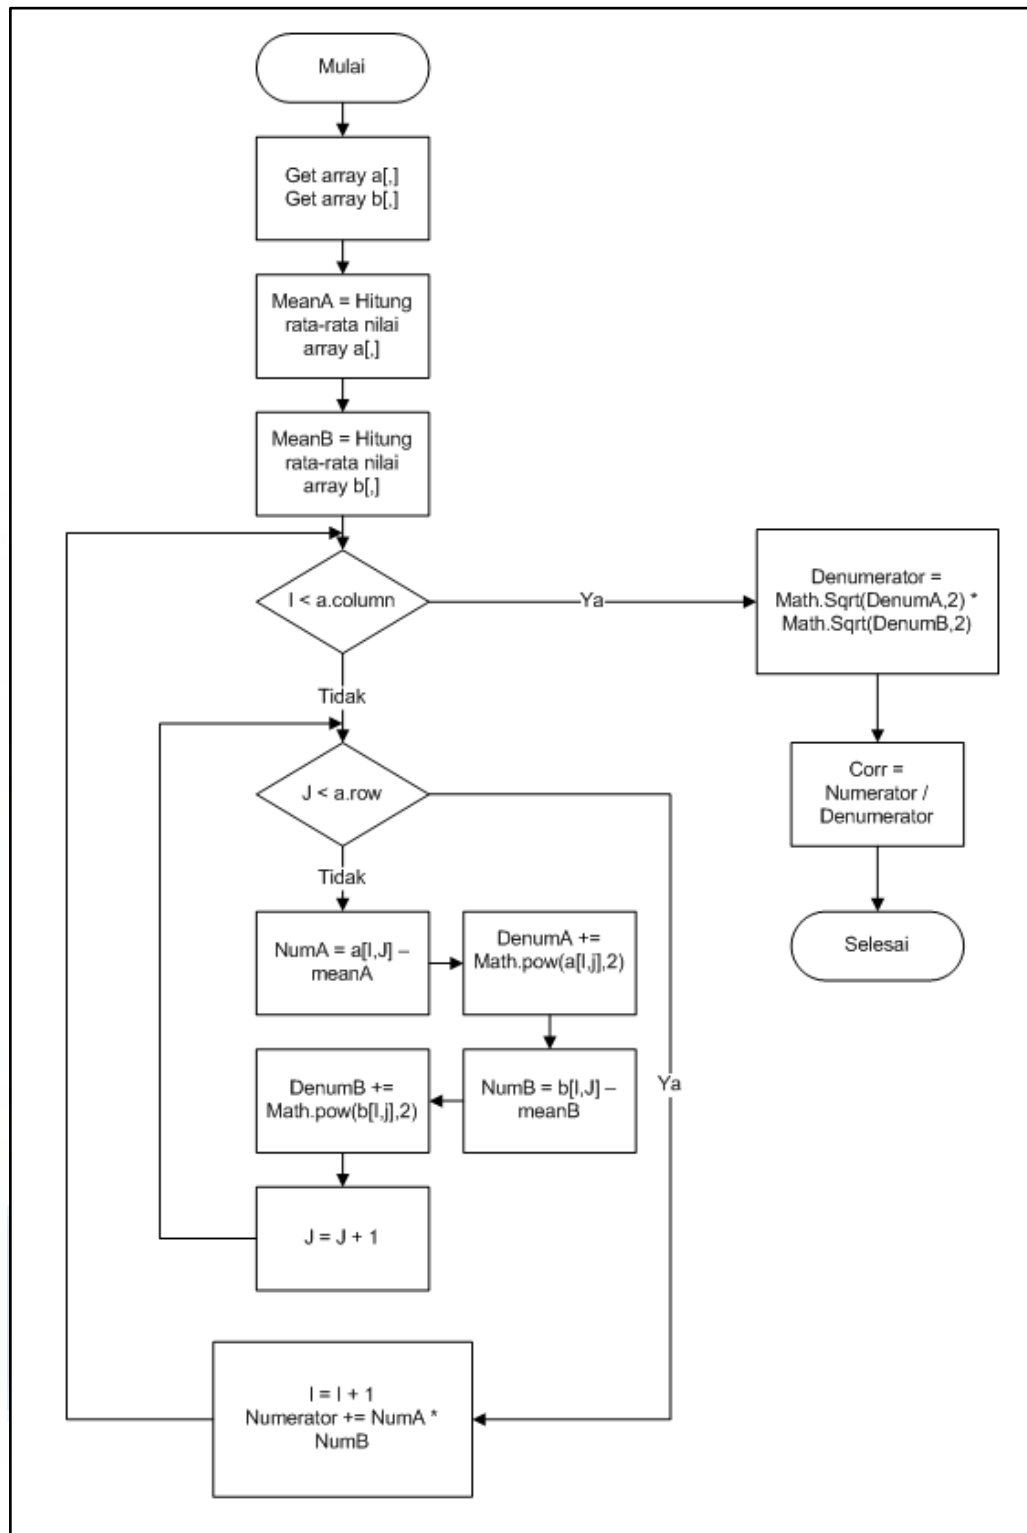 Mulai
Get array a[,]
Get array b[,]
MeanA = Hitung
rata-rata nilai
array a[,]
MeanB = Hitung
rata-rata nilai
array b[,]
I < a.column
Ya
Denumerator =
Math.Sqrt(DenumA,2) *
Math.Sqrt(DenumB,2)
Tidak
J < a.row
Corr =
Numerator /
Denumerator
Tidak
NumA = a[I,J] –
meanA
DenumA +=
Math.pow(a[I,j],2)
Selesai
DenumB +=
Math.pow(b[I,j],2)
NumB = b[I,J] –
meanB
Ya
J = J + 1
I = I + 1
Numerator += NumA *
NumB